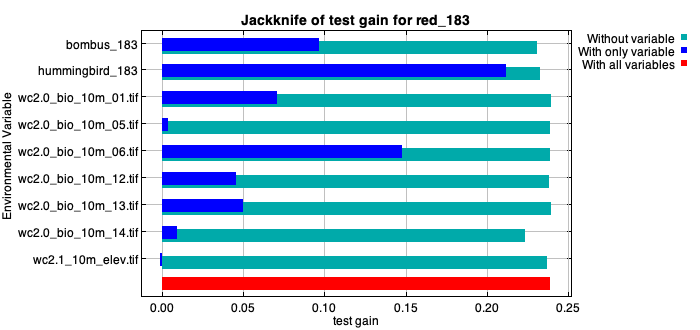 Jackknife of test gain for red_183
Without variable
With only variable
With all variables
Environmental Variable
bombus_183
hummingbird_183
wc2.0_bio_10m_01.tif
wc2.0_bio_10m_05.tif
wc2.0_bio_10m_06.tif
wc2.0_bio_10m_12.tif
wc2.0_bio_10m_13.tif
wc2.0_bio_10m_14.tif
wc2.1_10m_elev.tif
0.00 0.05 0.10 0.15 0.20 0.25
test gain